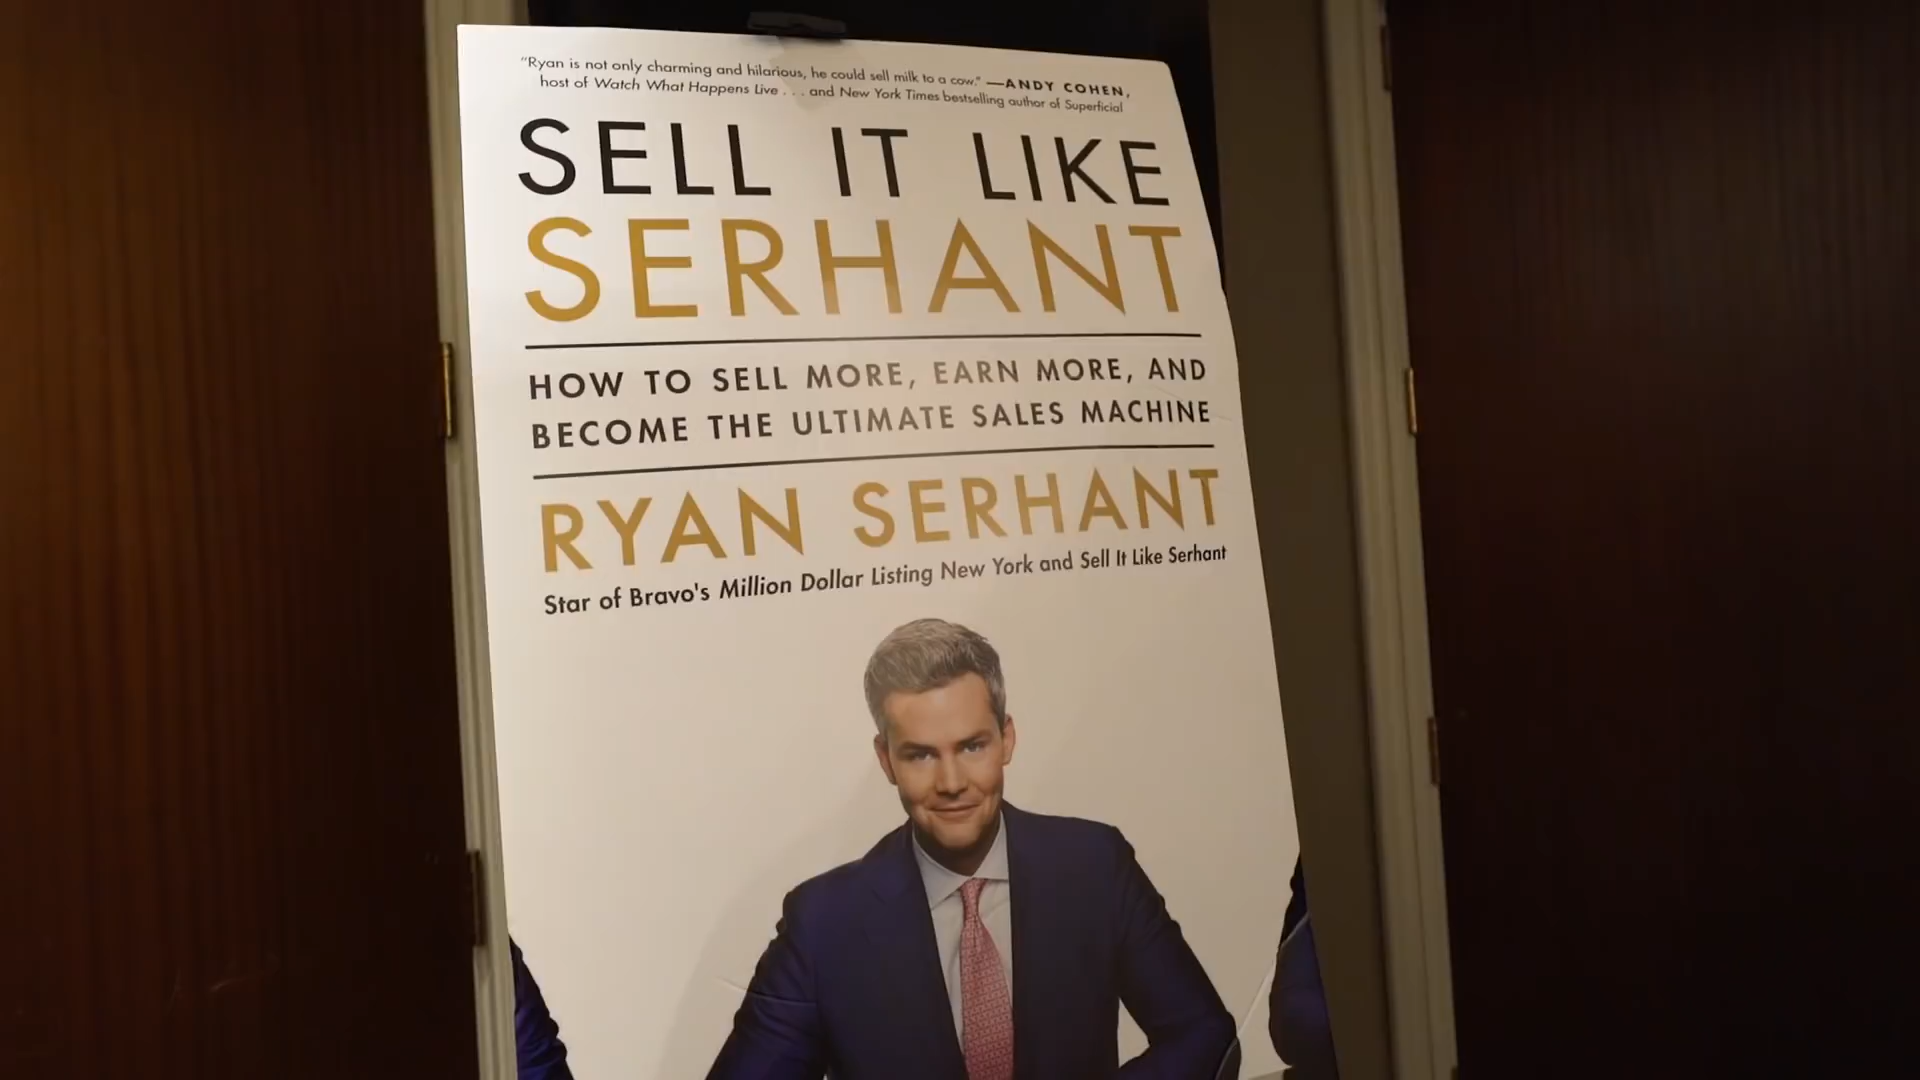 "Ryan is not only charming and hilarious, he could sell milk to a cow." —ANDY COHEN,
host of Watch What Happens Live . . . and New York Times bestselling author of Superficial
SELL IT LIKE
SERHANT
HOW TO SELL MORE, EARN MORE, AND
BECOME THE ULTIMATE SALES MACHINE
RYAN SERHANT
Star of Bravo's Million Dollar Listing New York and Sell It Like Serhant